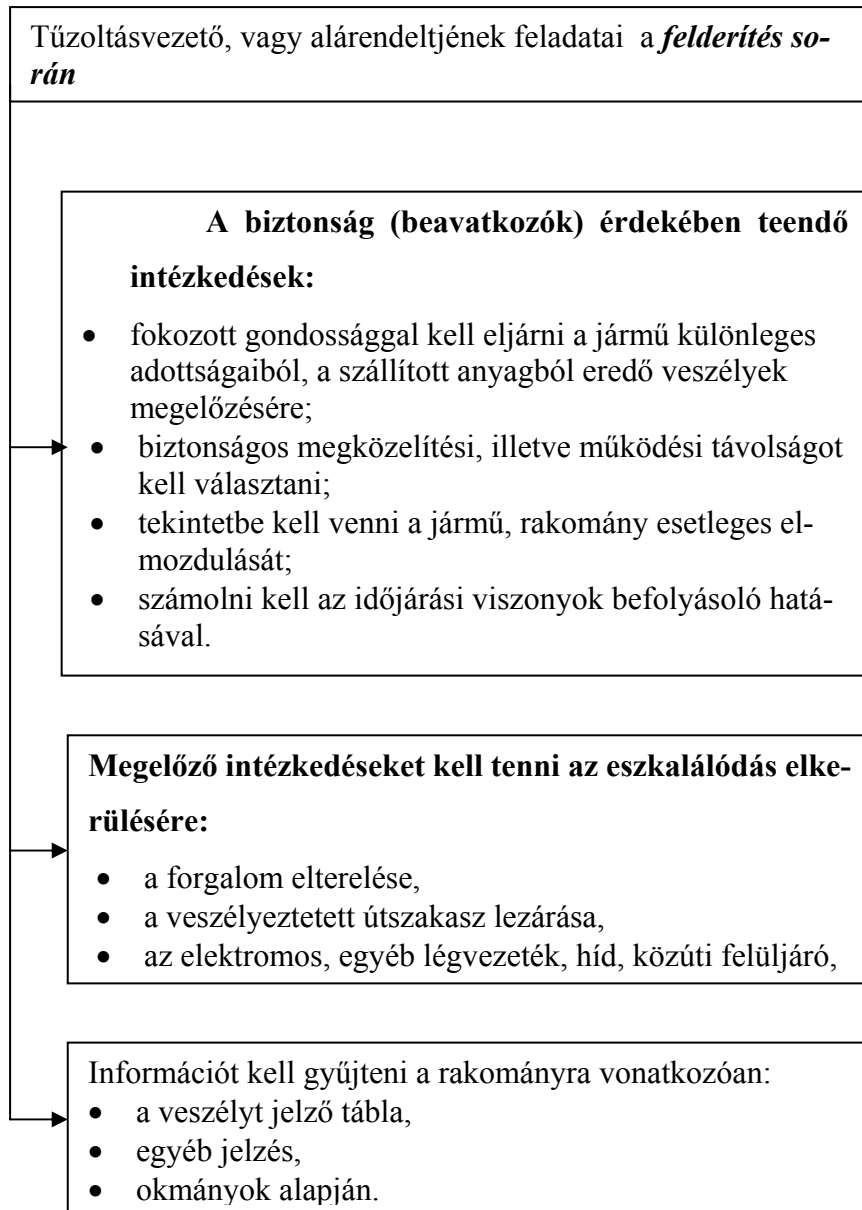 Tűzoltásvezető, vagy alárendeltjének feladatai a felderítés so-
rán
A biztonság (beavatkozók) érdekében teendő
intézkedések:
• fokozott gondossággal kell eljárni a jármű különleges
adottságaiból, a szállított anyagból eredő veszélyek
megelőzésére;
• biztonságos megközelítési, illetve működési távolságot
kell választani;
• tekintetbe kell venni a jármű, rakomány esetleges el-
mozdulását;
• számolni kell az időjárási viszonyok befolyásoló hatá-
sával.
Megelőző intézkedéseket kell tenni az eszkalálódás elke-
rülésére:
• a forgalom elterelése,
• a veszélyeztetett útszakasz lezárása,
• az elektromos, egyéb légvezeték, híd, közúti felüljáró,
Információt kell gyűjteni a rakományra vonatkozóan:
• a veszélyt jelző tábla,
• egyéb jelzés,
• okmányok alapján.